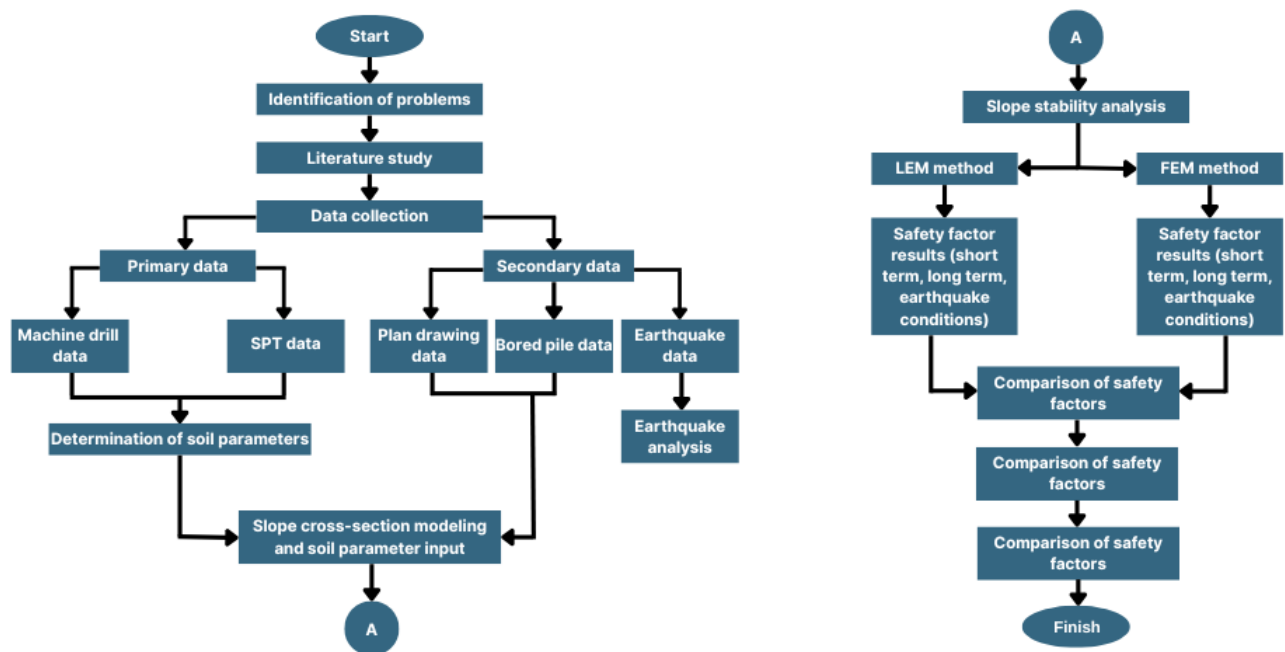 Start
Identification of problems
Literature study
Data collection
Primary data
Secondary data
Machine drill
data
SPT data
Plan drawing
data
Bored pile data
Earthquake
data
Determination of soil parameters
Earthquake
analysis
Slope cross-section modeling
and soil parameter input
A
A
Slope stability analysis
LEM method
FEM method
Safety factor
results (short
term, long term,
earthquake
conditions)
Safety factor
results (short
term, long term,
earthquake
conditions)
Comparison of safety
factors
Comparison of safety
factors
Comparison of safety
factors
Finish